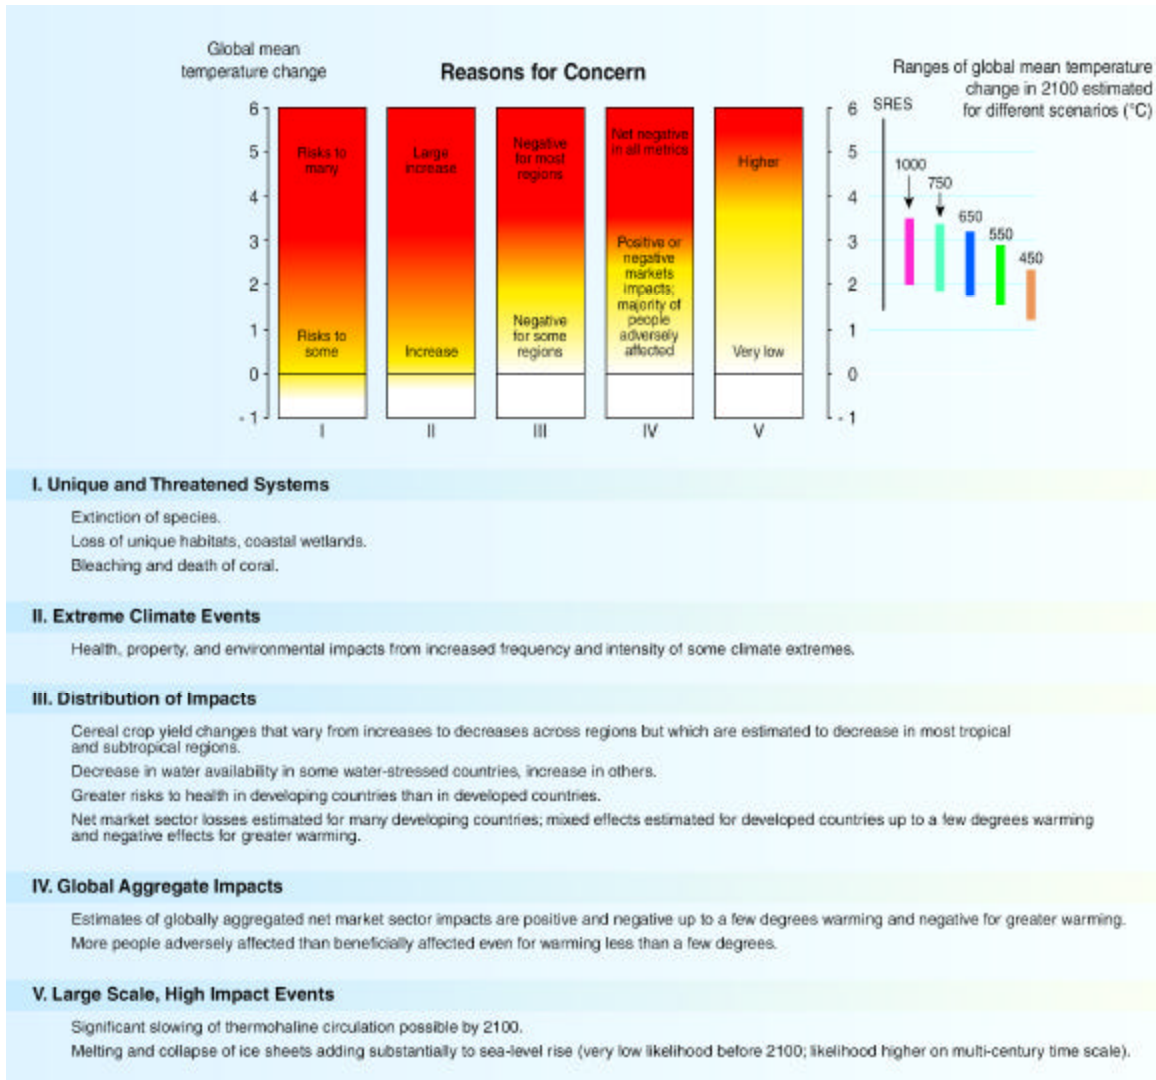 Global mean
temperature change
Reasons for Concern
Ranges of global mean temperature
change in 2100 estimated
for different scenarios (°C)
SRES
6
5
4
3
2
1
0
- 1
Risks to
many
Risks to
some
I
Large
increase
Increase
II
Negative
for most
regions
Negative
for some
regions
III
Net negative
in all metrics
Positive or
negative
markets
impacts;
majority of
people
adversely
affected
IV
Higher
Very low
V
6
5
4
3
2
1
0
- 1
1000
750
650
550
450
I. Unique and Threatened Systems
Extinction of species.
Loss of unique habitats, coastal wetlands.
Bleaching and death of coral.
II. Extreme Climate Events
Health, property, and environmental impacts from increased frequency and intensity of some climate extremes.
III. Distribution of Impacts
Cereal crop yield changes that vary from increases to decreases across regions but which are estimated to decrease in most tropical
and subtropical regions.
Decrease in water availability in some water-stressed countries, increase in others.
Greater risks to health in developing countries than in developed countries.
Net market sector losses estimated for many developing countries; mixed effects estimated for developed countries up to a few degrees warming
and negative effects for greater warming.
IV. Global Aggregate Impacts
Estimates of globally aggregated net market sector impacts are positive and negative up to a few degrees warming and negative for greater warming.
More people adversely affected than beneficially affected even for warming less than a few degrees.
V. Large Scale, High Impact Events
Significant slowing of thermohaline circulation possible by 2100.
Melting and collapse of ice sheets adding substantially to sea-level rise (very low likelihood before 2100; likelihood higher on multi-century time scale).